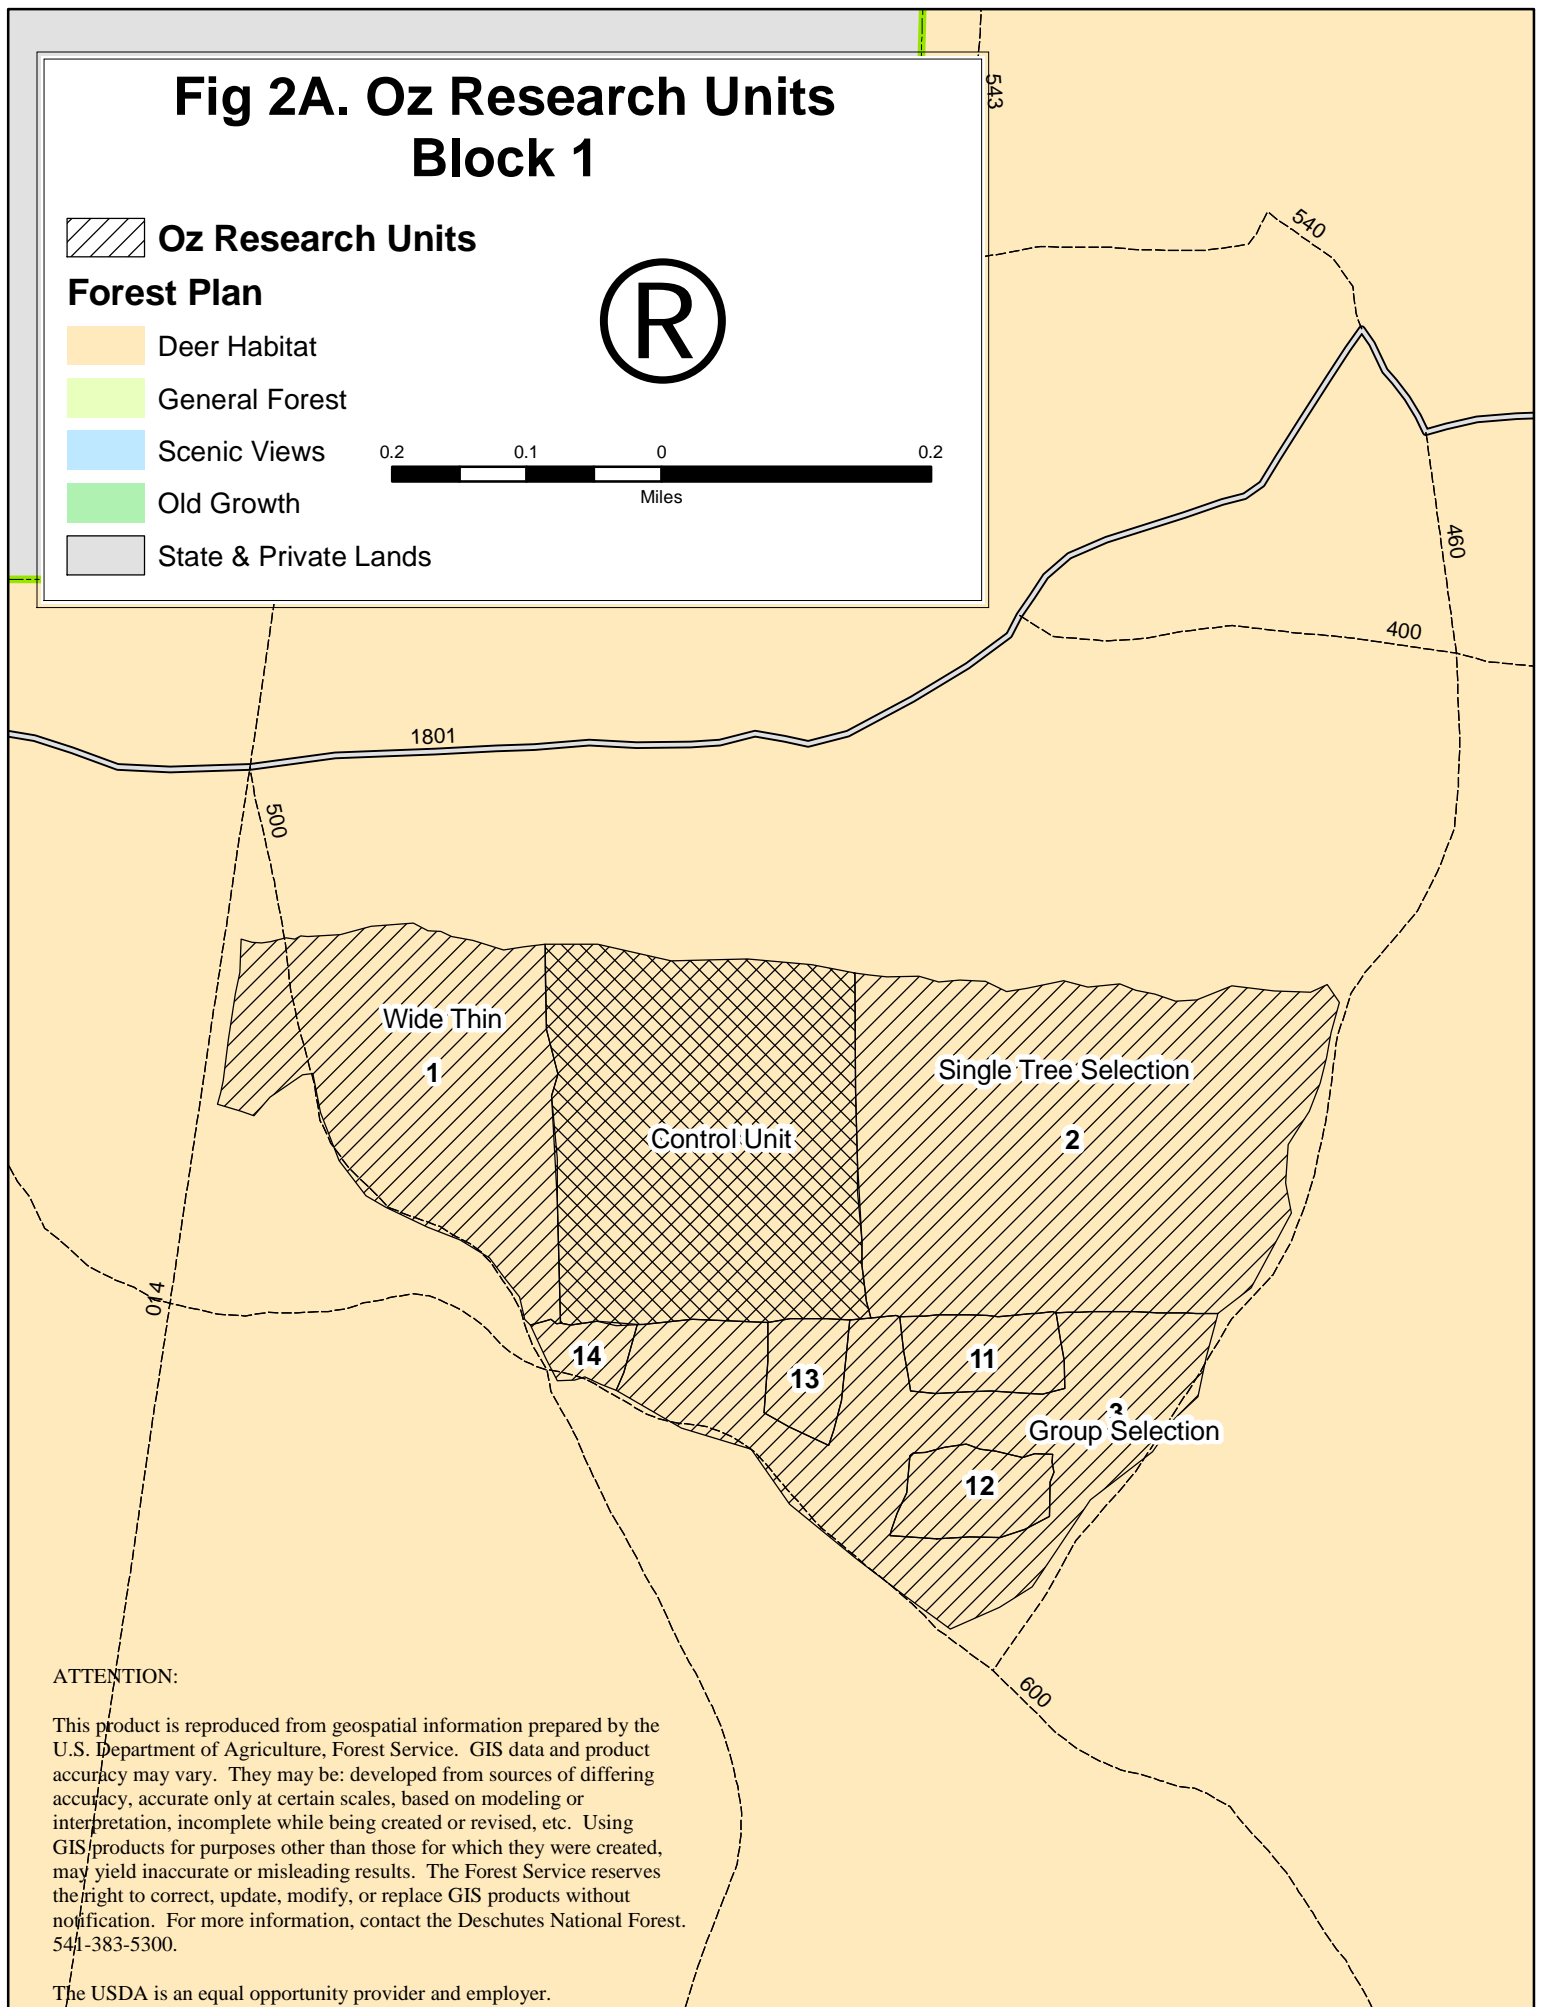 Fig 2A. Oz Research Units
Block 1
Oz Research Units
Forest Plan
Deer Habitat
General Forest
Scenic Views
Old Growth
State & Private Lands
®
0.2 0.1 0 0.2
Miles
543
540
460
400
1801
500
Wide Thin
1
Single Tree Selection
2
Control Unit
014
14
13
11
3
Group Selection
12
600
ATTENTION:
This product is reproduced from geospatial information prepared by the
U.S. Department of Agriculture, Forest Service. GIS data and product
accuracy may vary. They may be: developed from sources of differing
accuracy, accurate only at certain scales, based on modeling or
interpretation, incomplete while being created or revised, etc. Using
GIS products for purposes other than those for which they were created,
may yield inaccurate or misleading results. The Forest Service reserves
the right to correct, update, modify, or replace GIS products without
notification. For more information, contact the Deschutes National Forest.
541-383-5300.
The USDA is an equal opportunity provider and employer.